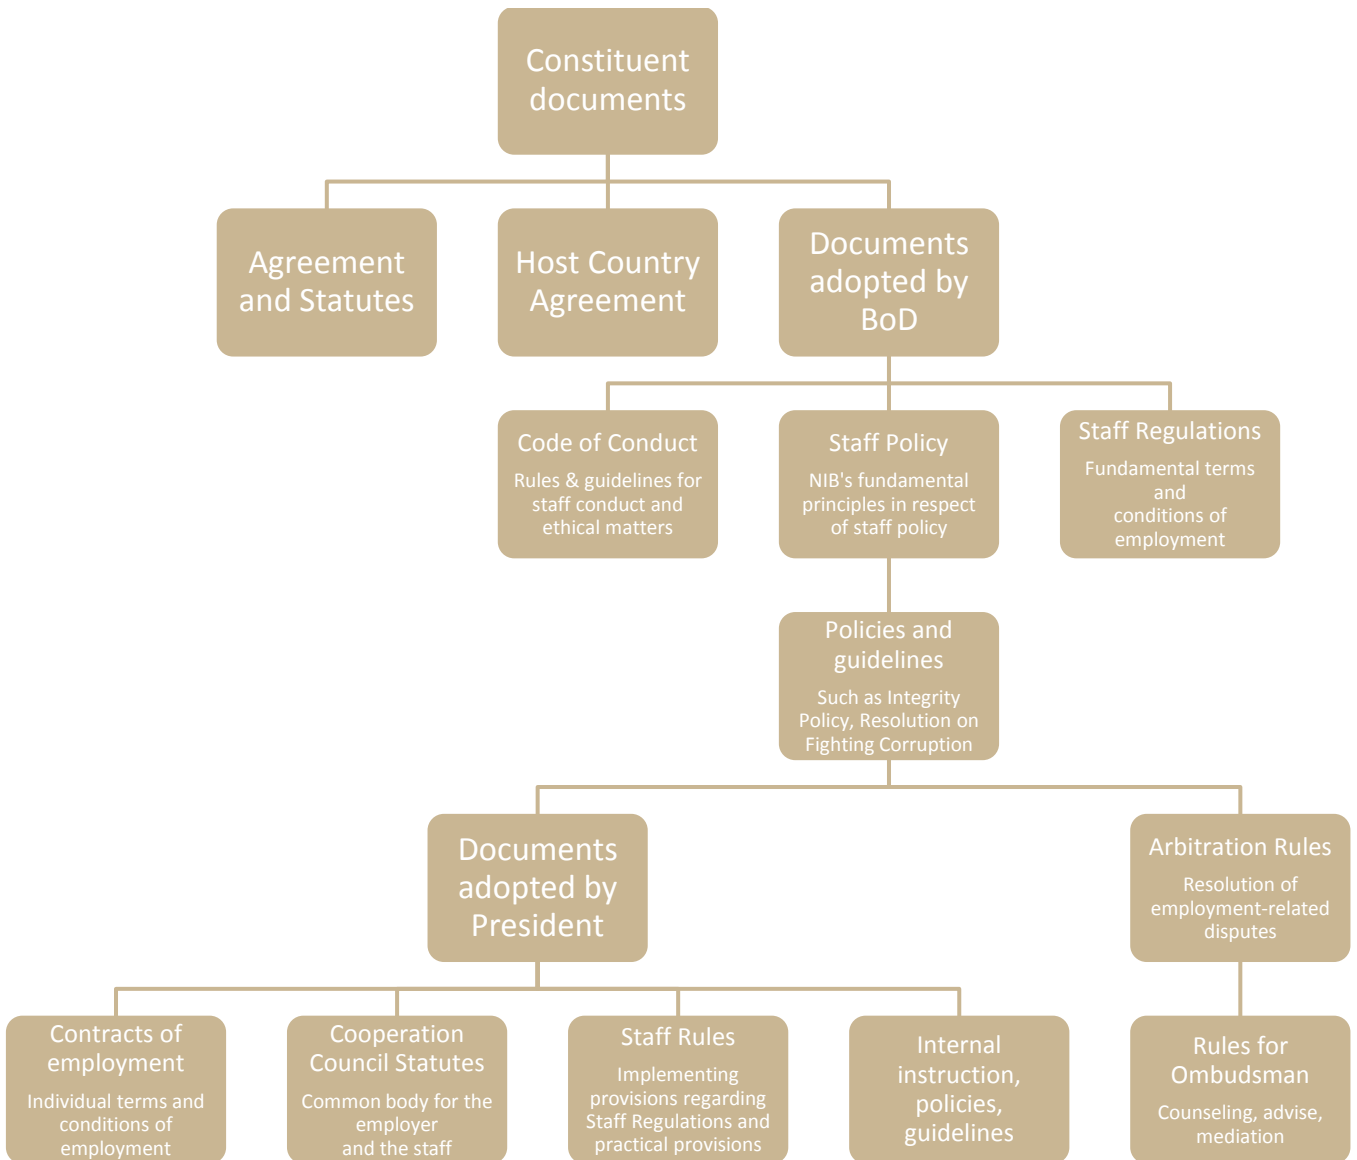 Constituent
documents
Agreement
and Statutes
Host Country
Agreement
Documents
adopted by
BoD
Code of Conduct
Rules & guidelines for
staff conduct and
ethical matters
Staff Policy
NIB's fundamental
principles in respect
of staff policy
Staff Regulations
Fundamental terms
and
conditions of
employment
Policies and
guidelines
Such as Integrity
Policy, Resolution on
Fighting Corruption
Documents
adopted by
President
Arbitration Rules
Resolution of
employment-related
disputes
Contracts of
employment
Individual terms and
conditions of
employment
Cooperation
Council Statutes
Common body for the
employer
and the staff
Staff Rules
Implementing
provisions regarding
Staff Regulations and
practical provisions
Internal
instruction,
policies,
guidelines
Rules for
Ombudsman
Counseling, advise,
mediation